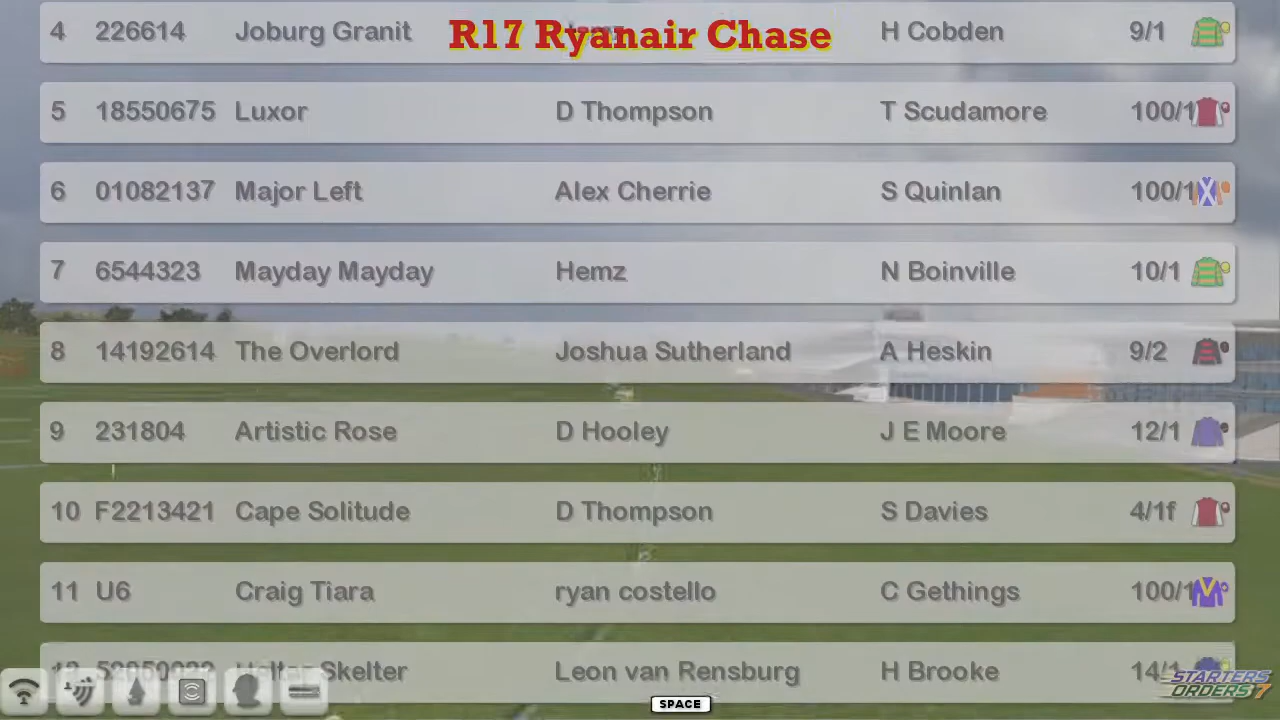 R17 Ryanair Chase
4 226614 Joburg Granit Hemz H Cobden 9/1
5 18550675 Luxor D Thompson T Scudamore 100/1
6 01082137 Major Left Alex Cherrie S Quinlan 100/1
7 6544323 Mayday Mayday Hemz N Boinville 10/1
8 14192614 The Overlord Joshua Sutherland A Heskin 9/2
9 231804 Artistic Rose D Hooley J E Moore 12/1
10 F2213421 Cape Solitude D Thompson S Davies 4/1f
11 U6 Craig Tiara ryan costello C Gethings 100/1
12 Skelter Leon van Rensburg H Brooke 14/1
SPACE
STARTERS ORDERS 7